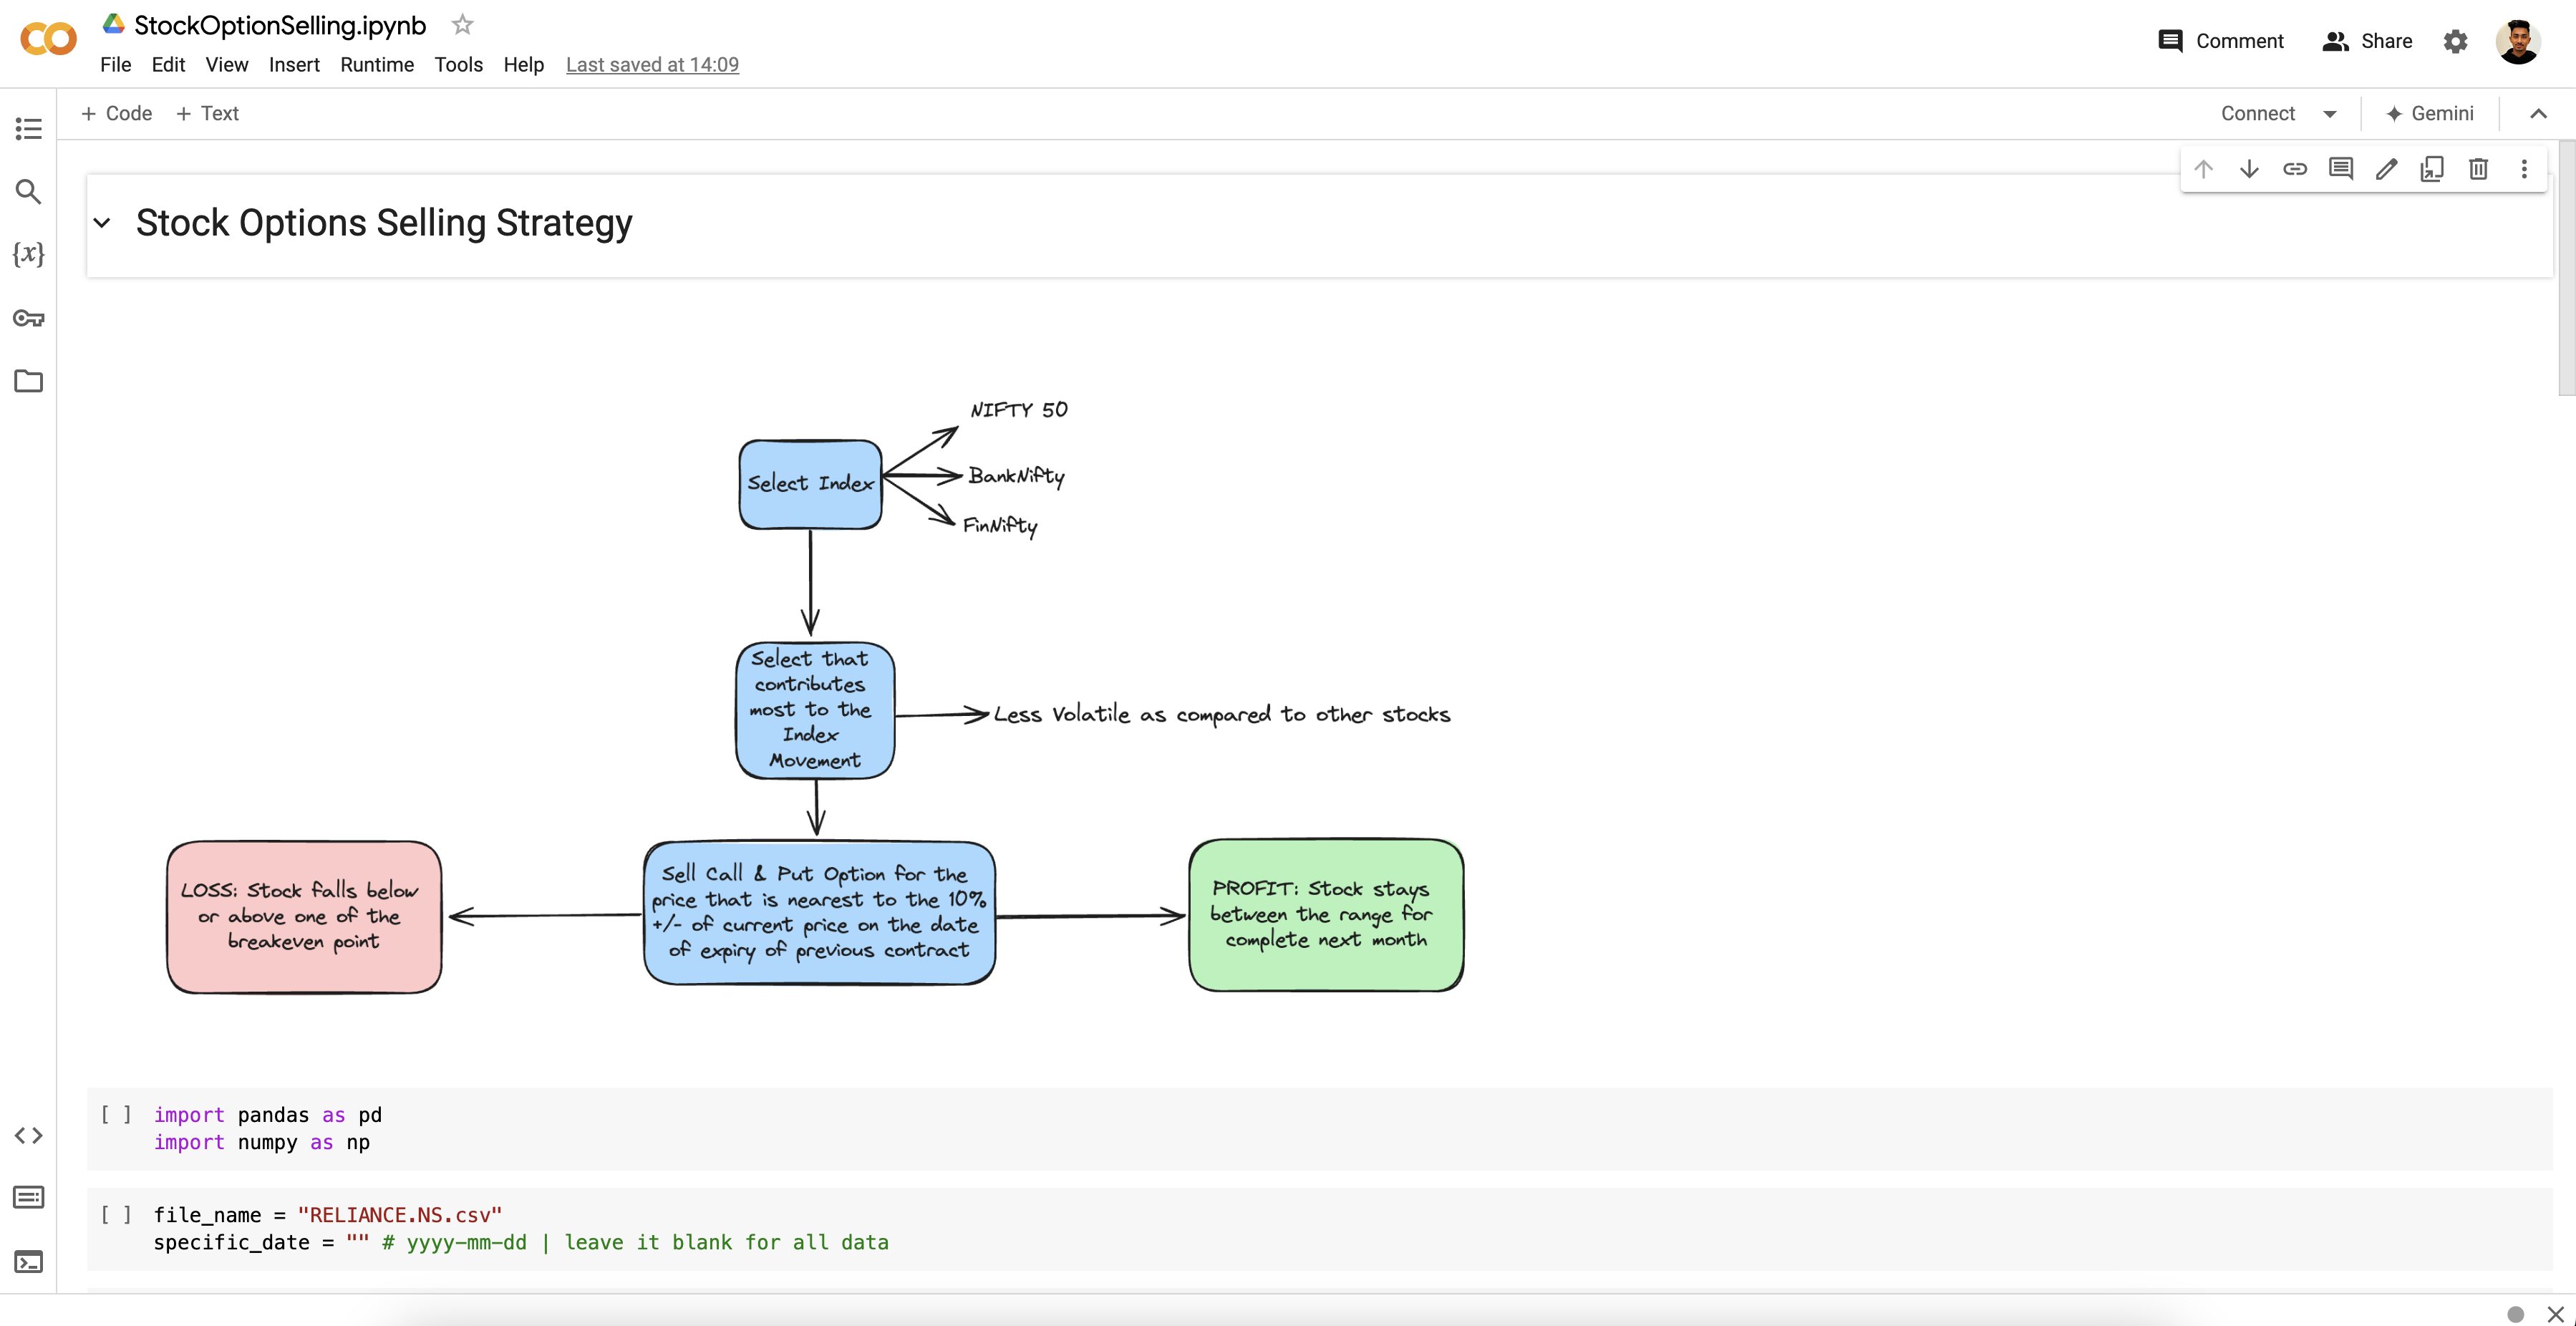 StockOptionSelling.ipynb
File Edit View Insert Runtime Tools Help Last saved at 14:09
Comment Share
+ Code + Text
Connect Gemini
{x}
Stock Options Selling Strategy
NIFTY 50
Select Index
BankNifty
FinNifty
Select that
contributes
most to the
Index
Movement
Less Volatile as compared to other stocks
LOSS: Stock falls below
or above one of the
breakeven point
Sell Call & Put Option for the
price that is nearest to the 10%
+/- of current price on the date
of expiry of previous contract
PROFIT: Stock stays
between the range for
complete next month
[ ] import pandas as pd
import numpy as np
[ ] file_name = "RELIANCE.NS.csv"
specific_date = "" # yyyy-mm-dd | leave it blank for all data